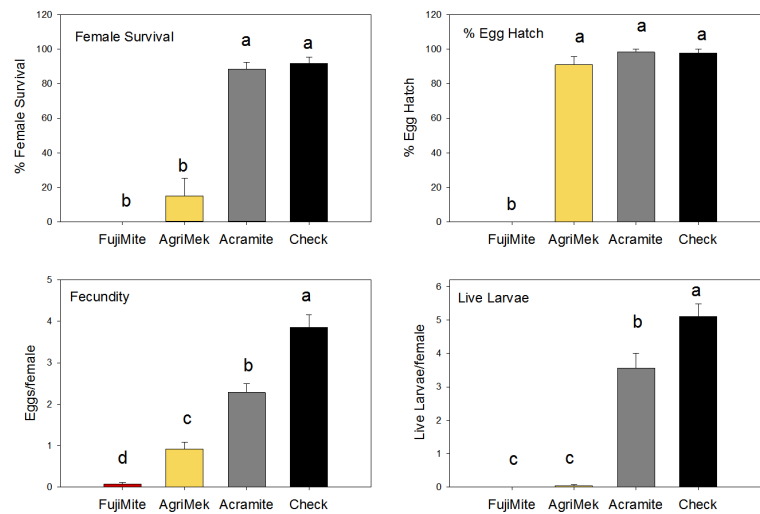 Female Survival
% Female Survival
120
100
80
60
40
20
0
b
b
a
a
FujiMite AgriMek Acramite Check
% Egg Hatch
% Egg Hatch
120
100
80
60
40
20
0
b
a
a
a
FujiMite AgriMek Acramite Check
Fecundity
Eggs/female
5
4
3
2
1
0
d
c
b
a
FujiMite AgriMek Acramite Check
Live Larvae
Live Larvae/female
6
5
4
3
2
1
0
c
c
b
a
FujiMite AgriMek Acramite Check